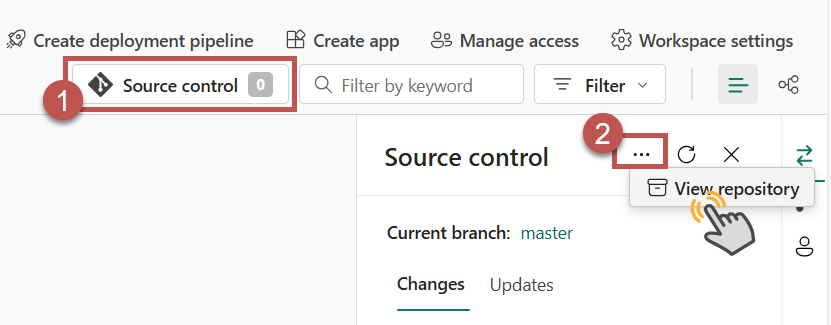 Create deployment pipeline Create app Manage access Workspace settings
1 Source control 0 Filter by keyword Filter
2
Source control ...
View repository
Current branch: master
Changes Updates